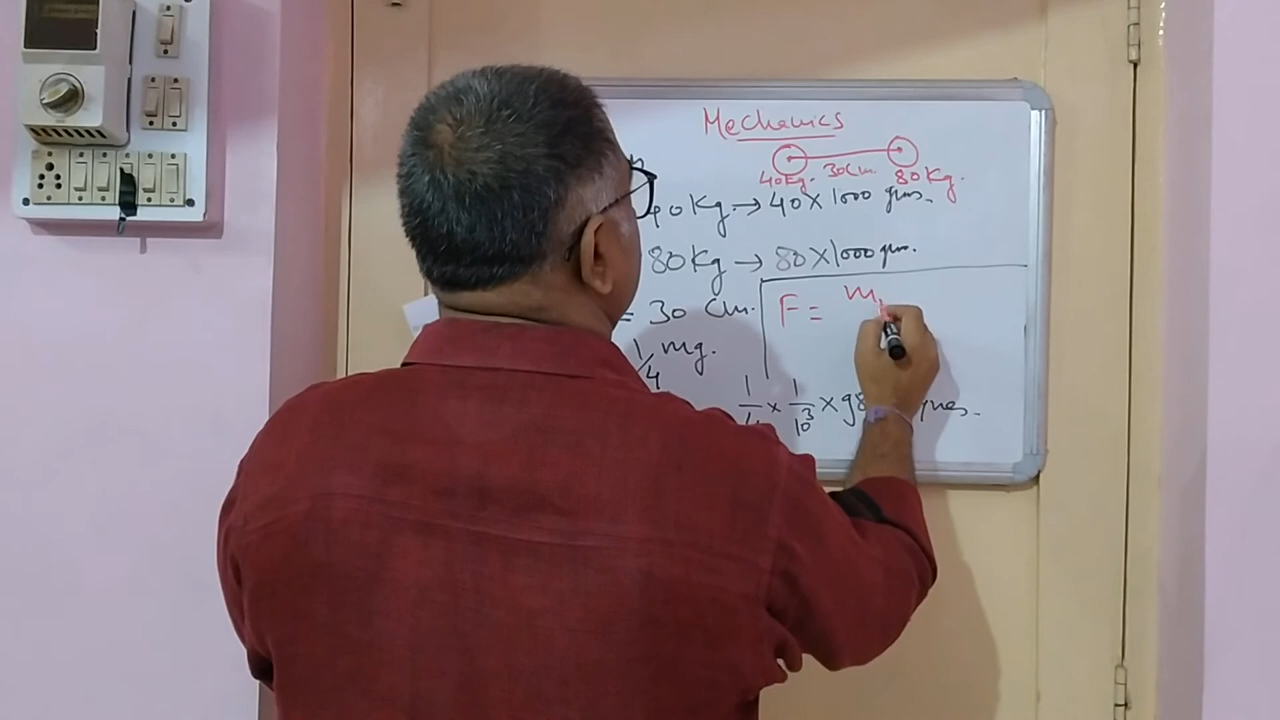 Mechanics
40Kg. 30Cm. 80Kg.
40Kg. → 40 X 1000 gms.
80Kg → 80 X 1000 gm.
= 30 Cm.
F = m
1/4 mg.
1/4 x 1/10³ x 98